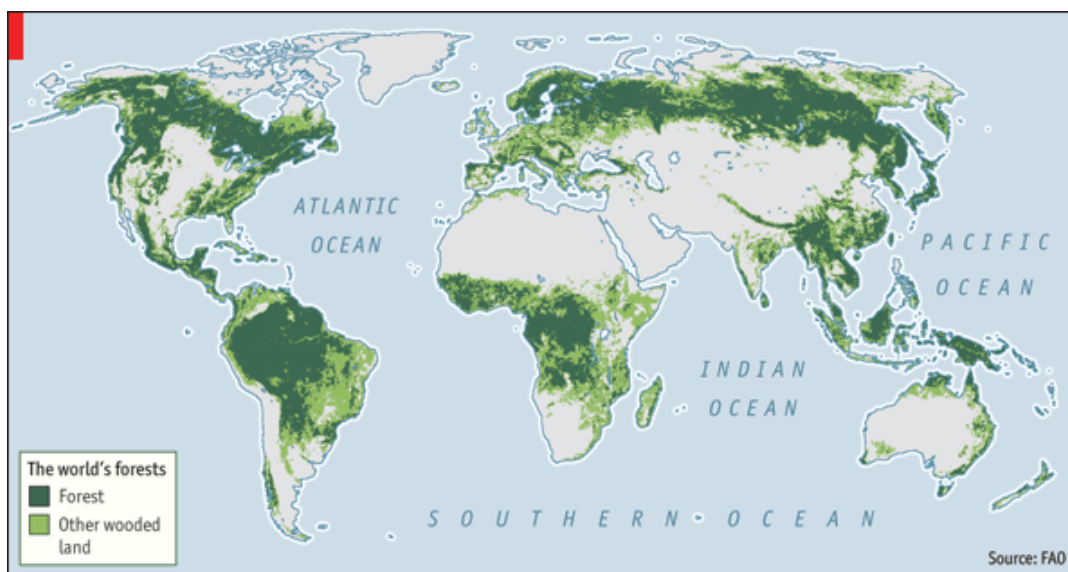 ATLANTIC
OCEAN
PACIFIC
OCEAN
INDIAN
OCEAN
SOUTHERN OCEAN
The world's forests
Forest
Other wooded
land
Source: FAO